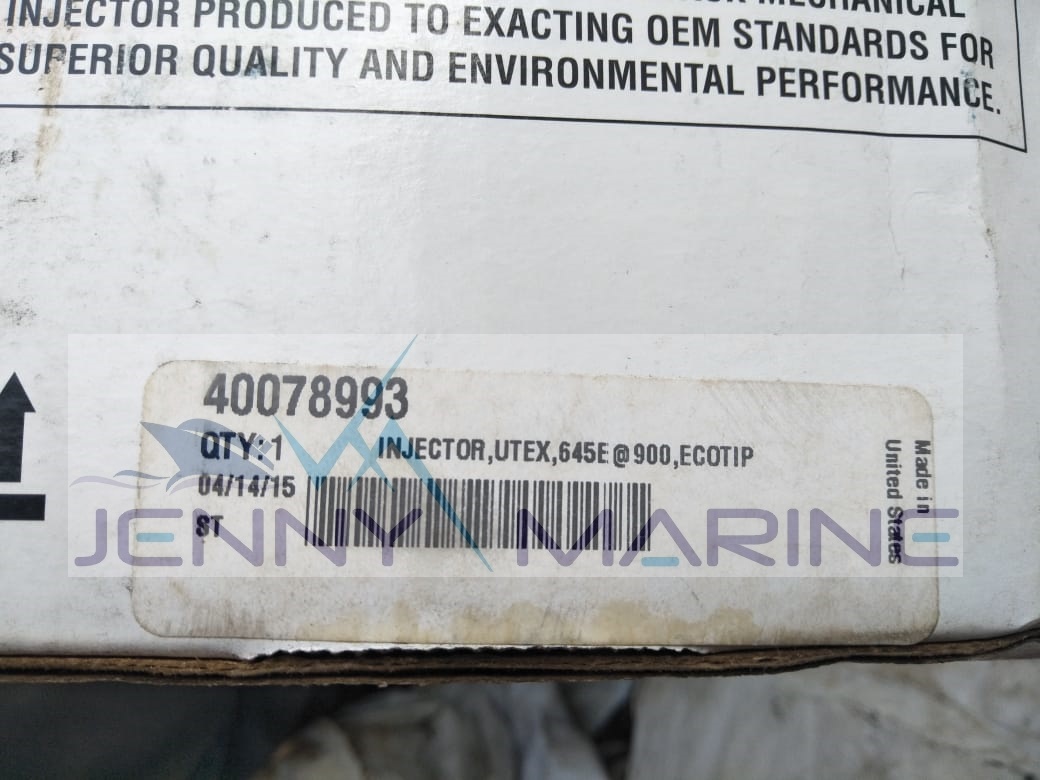 MECHANICAL
INJECTOR PRODUCED TO EXACTING OEM STANDARDS FOR
SUPERIOR QUALITY AND ENVIRONMENTAL PERFORMANCE.
40078993
QTY:1 INJECTOR,UTEX,645E@900,ECOTIP
04/14/15
ST
Made in
United States
JENNY MARINE